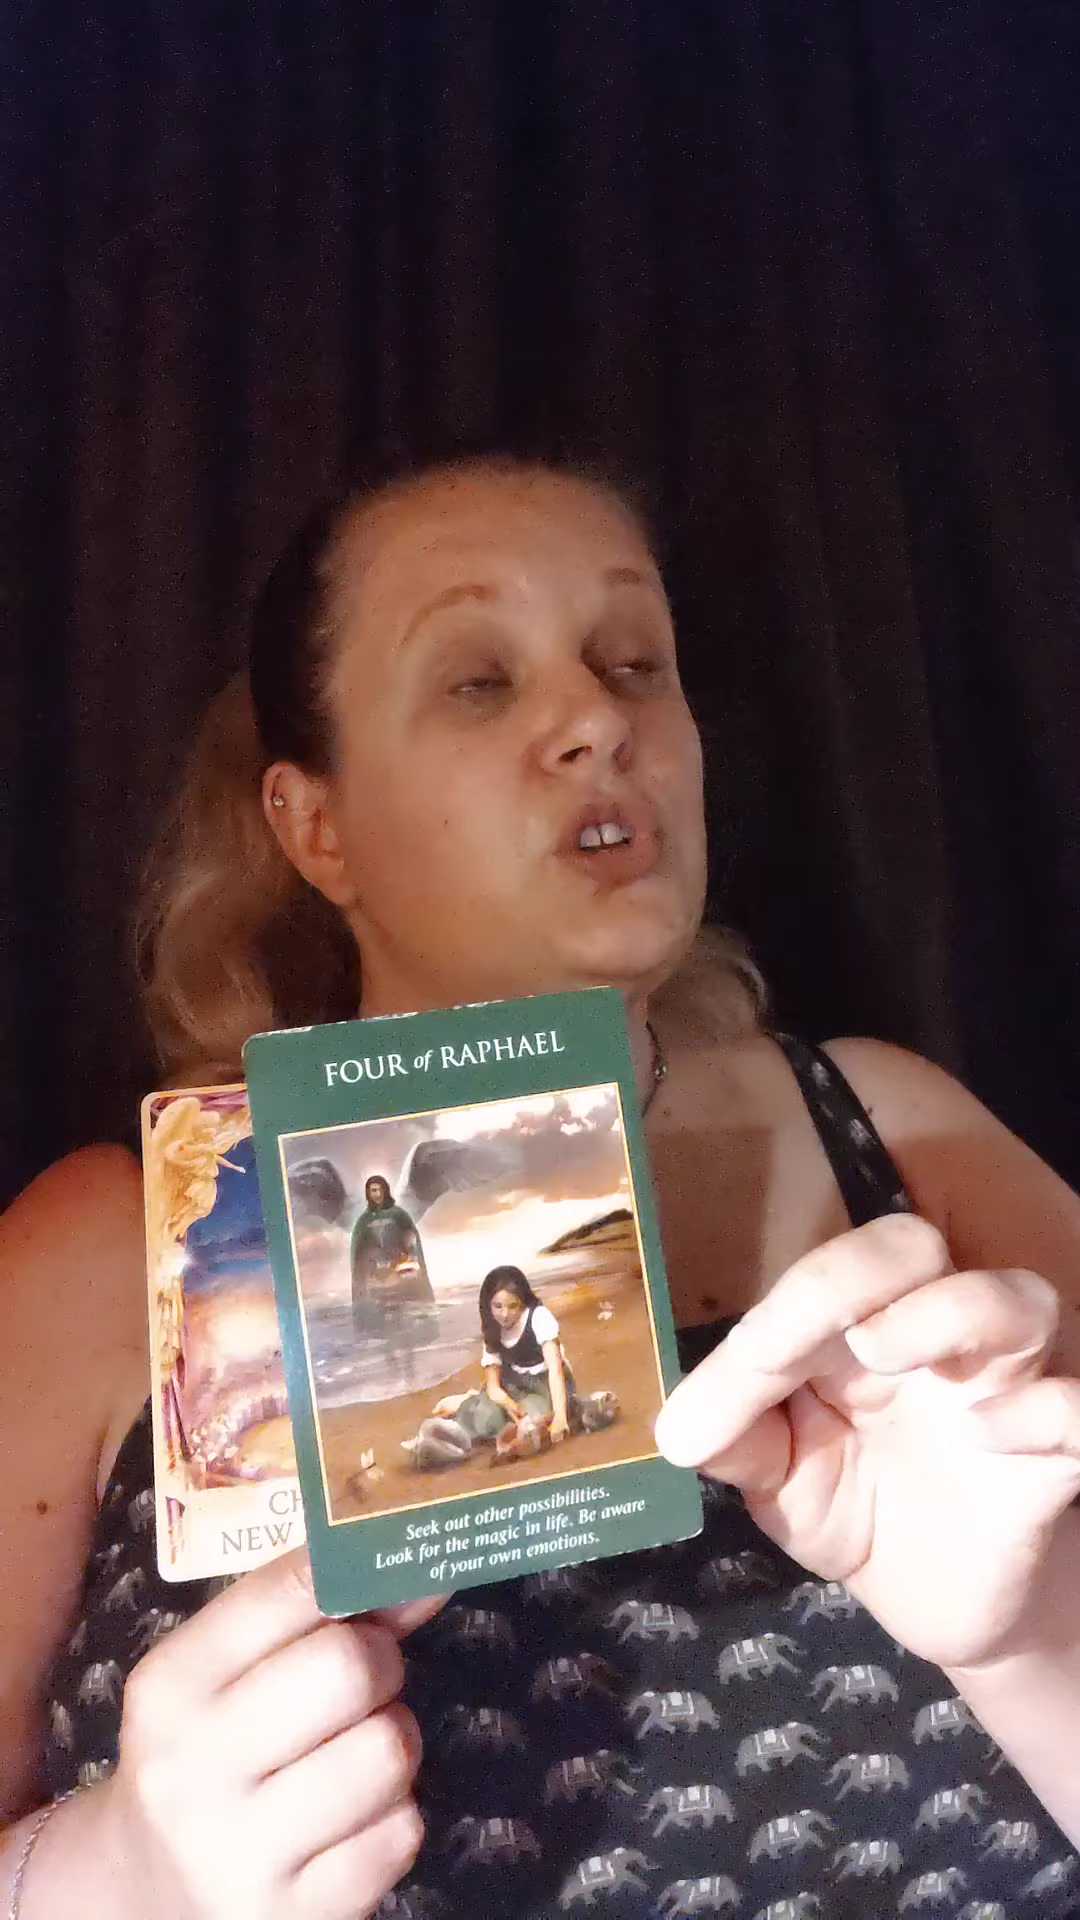 FOUR of RAPHAEL
Seek out other possibilities.
Look for the magic in life. Be aware
of your own emotions.
NEW